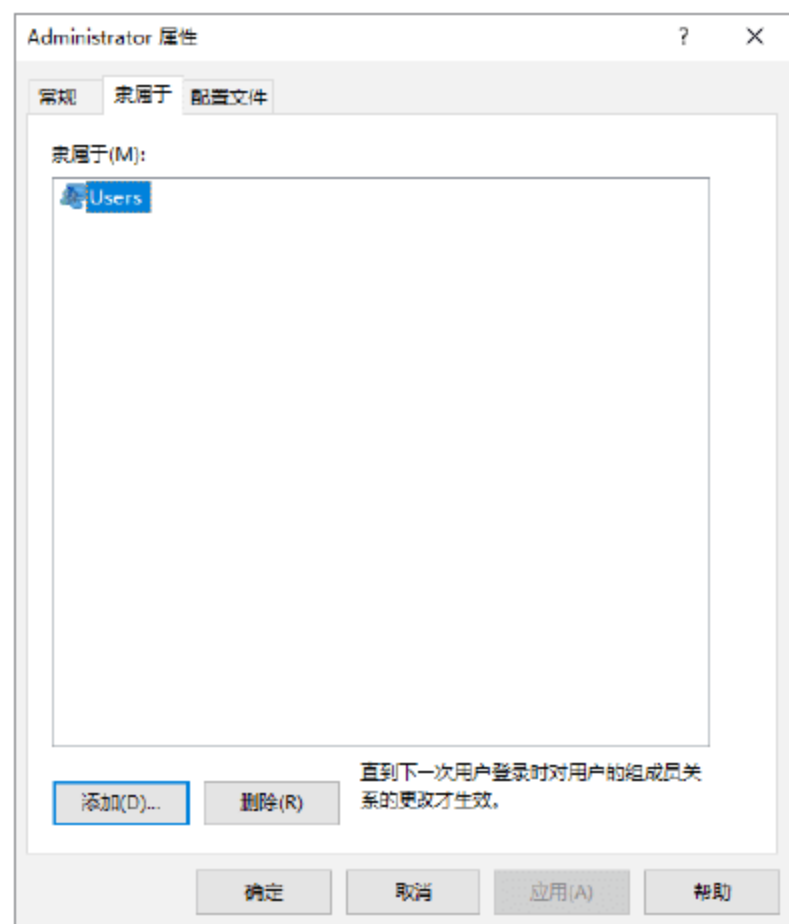 Administrator 属性
?
常规 隶属于 配置文件
隶属于(M):
Users
直到下一次用户登录时对用户的组成员关
系的更改才生效。
添加(D)... 删除(R)
确定 取消 应用(A) 帮助